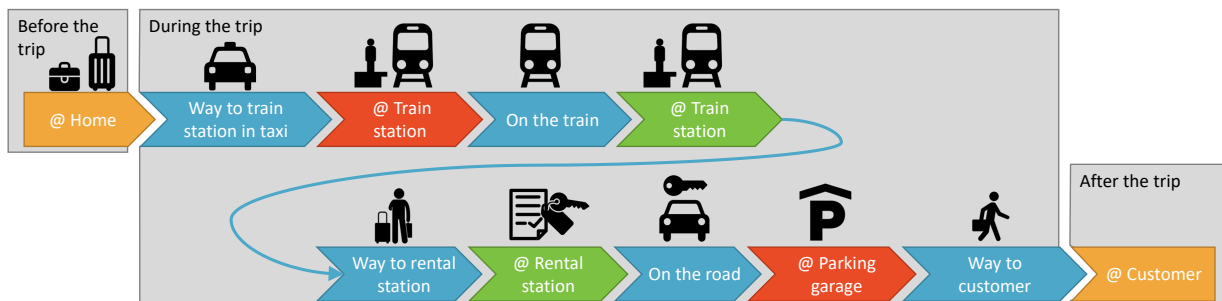 Before the
trip
During the trip
@ Home
Way to train
station in taxi
@ Train
station
On the train
@ Train
station
After the trip
Way to rental
station
@ Rental
station
On the road
P
@ Parking
garage
Way to
customer
@ Customer